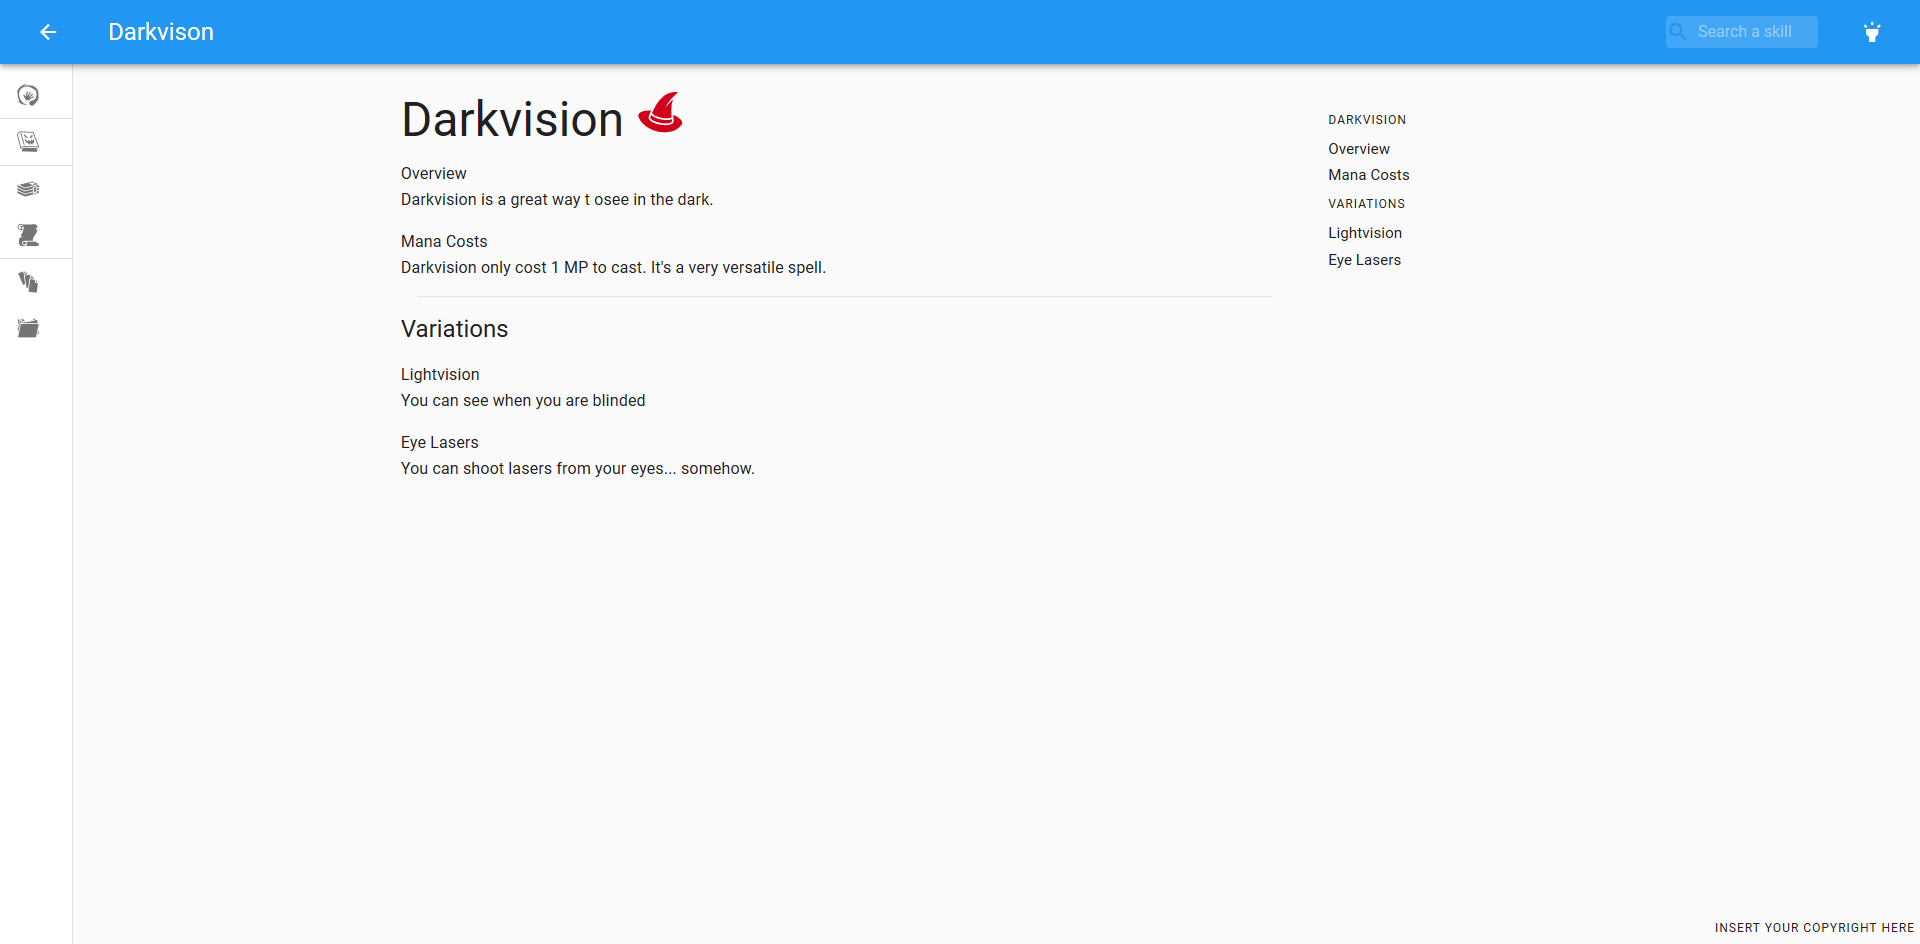 Darkvison
Search a skill
Darkvision
Overview
Darkvision is a great way t osee in the dark.
Mana Costs
Darkvision only cost 1 MP to cast. It's a very versatile spell.
Variations
Lightvision
You can see when you are blinded
Eye Lasers
You can shoot lasers from your eyes... somehow.
DARKVISION
Overview
Mana Costs
VARIATIONS
Lightvision
Eye Lasers
INSERT YOUR COPYRIGHT HERE